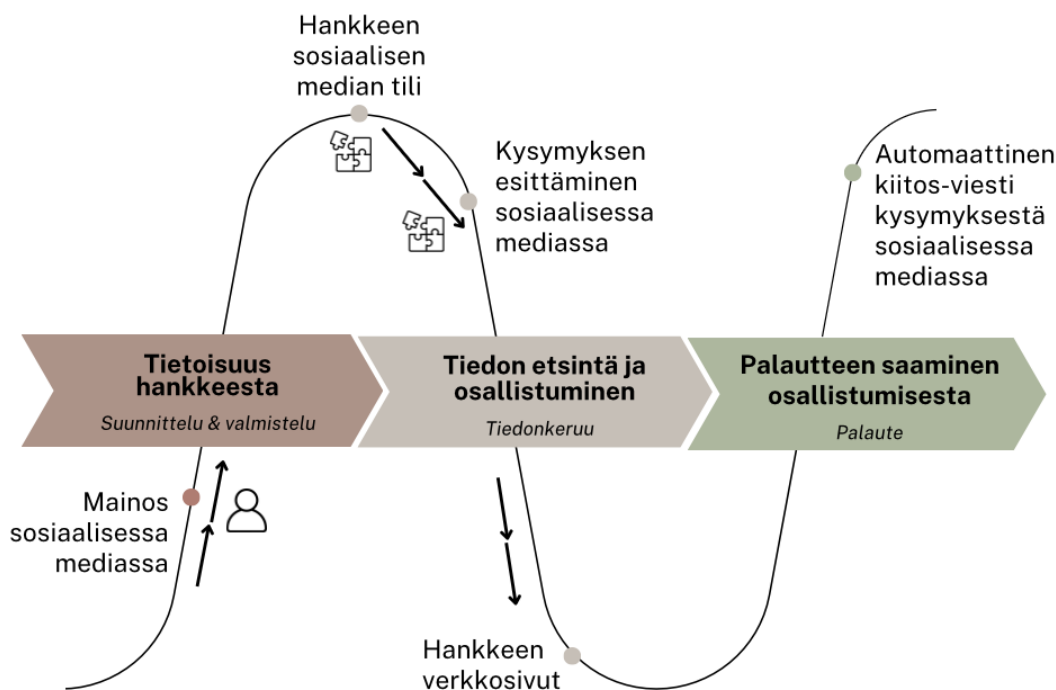 Hankkeen
sosiaalisen
median tili
Kysymyksen
esittäminen
sosiaalisessa
mediassa
Automaattinen
kiitos-viesti
kysymyksestä
sosiaalisessa
mediassa
Tietoisuus
hankkeesta
Suunnittelu & valmistelu
Tiedon etsintä ja
osallistuminen
Tiedonkeruu
Palautteen saaminen
osallistumisesta
Palaute
Mainos
sosiaalisessa
mediassa
Hankkeen
verkkosivut